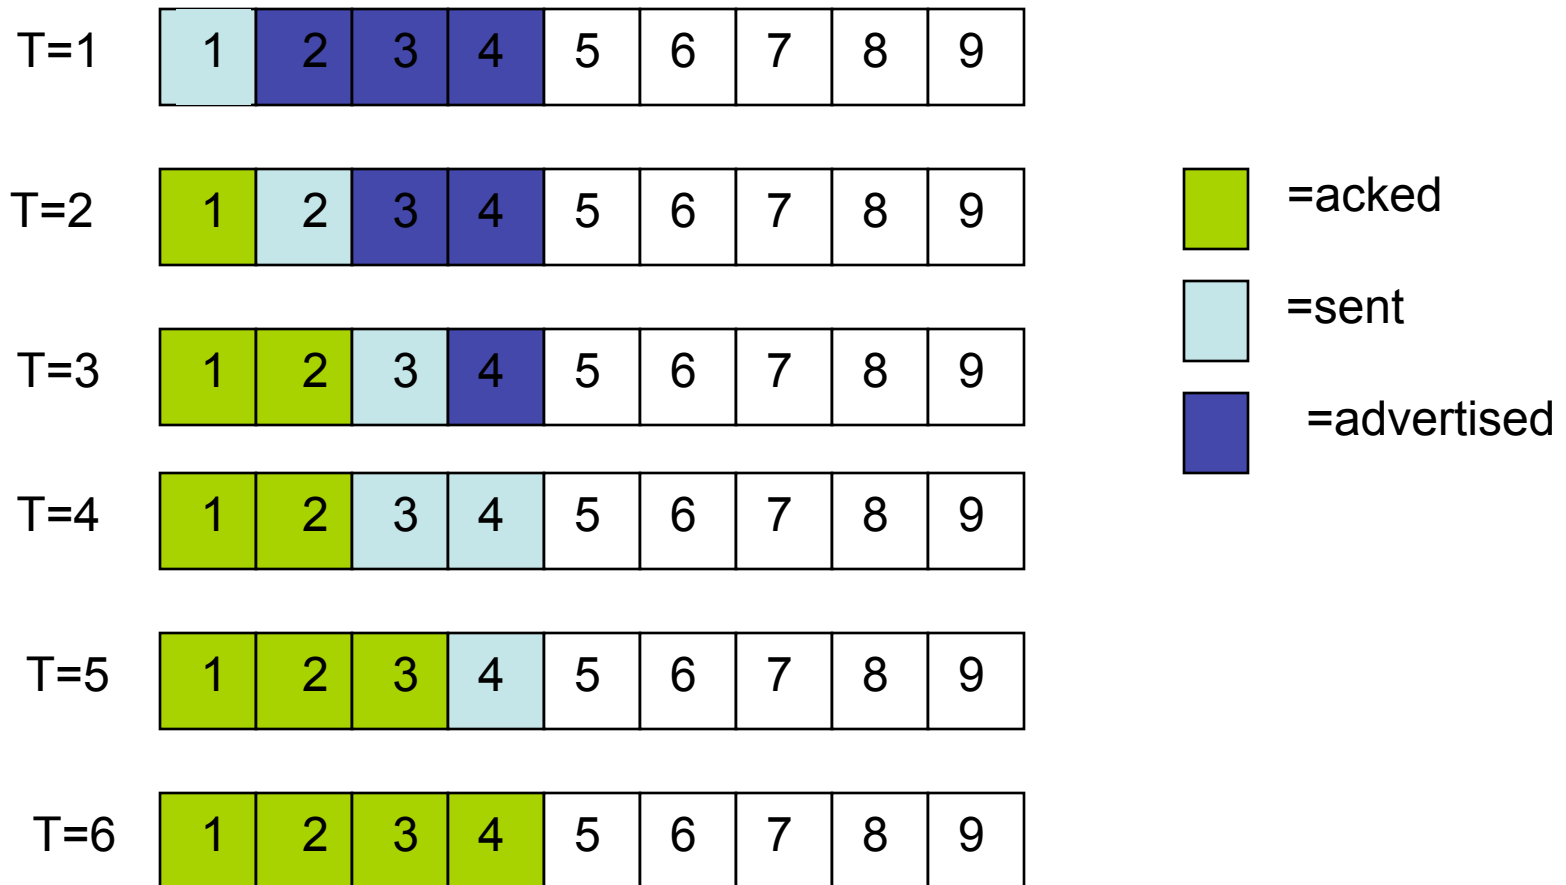 T=1 1 2 3 4 5 6 7 8 9
T=2 1 2 3 4 5 6 7 8 9
=acked
=sent
T=3 1 2 3 4 5 6 7 8 9
=advertised
T=4 1 2 3 4 5 6 7 8 9
T=5 1 2 3 4 5 6 7 8 9
T=6 1 2 3 4 5 6 7 8 9